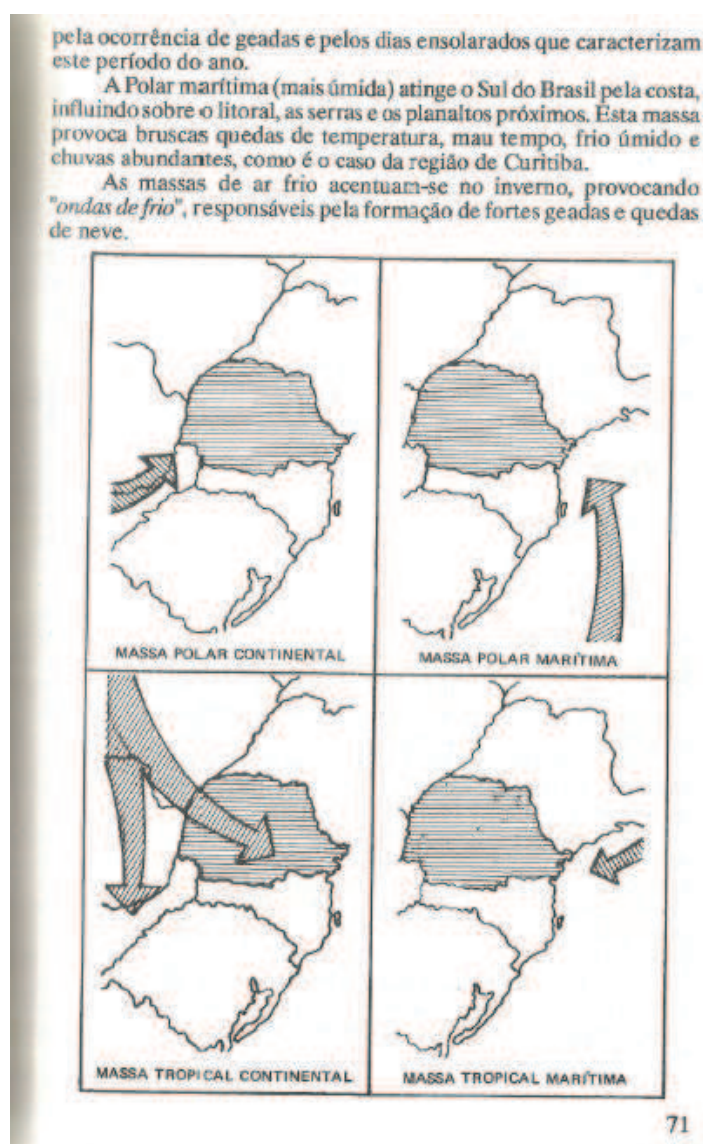 pela ocorrência de geadas e pelos dias ensolarados que caracterizam
este período do ano.
A Polar marítima (mais úmida) atinge o Sul do Brasil pela costa,
influindo sobre o litoral, as serras e os planaltos próximos. Esta massa
provoca bruscas quedas de temperatura, mau tempo, frio úmido e
chuvas abundantes, como é o caso da região de Curitiba.
As massas de ar frio acentuam-se no inverno, provocando
"ondas de frio", responsáveis pela formação de fortes geadas e quedas
de neve.
MASSA POLAR CONTINENTAL
MASSA POLAR MARÍTIMA
MASSA TROPICAL CONTINENTAL
MASSA TROPICAL MARÍTIMA
71